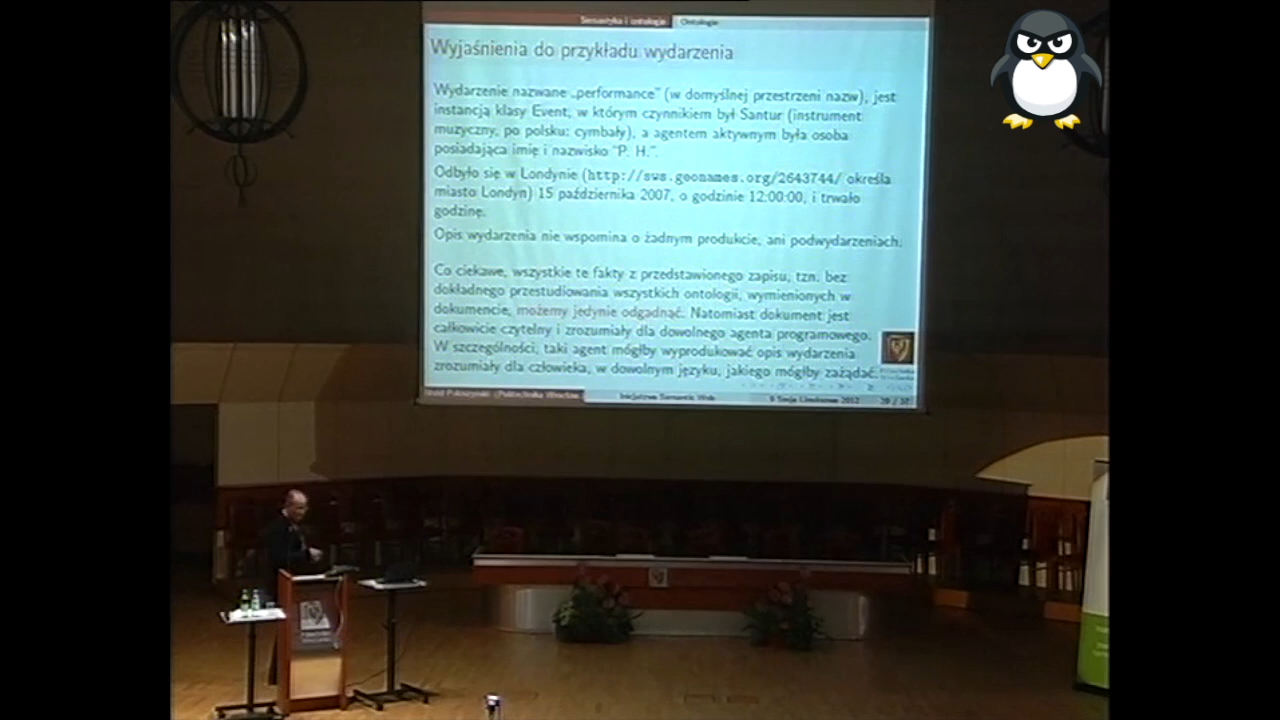 Semantyka i ontologie Ontologie
Wyjaśnienia do przykładu wydarzenia
Wydarzenie nazwane „performance” (w domyślnej przestrzeni nazw), jest
instancją klasy Event, w którym czynnikiem był Santur (instrument
muzyczny, po polsku: cymbały), a agentem aktywnym była osoba
posiadająca imię i nazwisko "P. H.".
Odbyło się w Londynie (http://sws.geonames.org/2643744/ określa
miasto Londyn) 15 października 2007, o godzinie 12:00:00, i trwało
godzinę.
Opis wydarzenia nie wspomina o żadnym produkcie, ani podwydarzeniach.
Co ciekawe, wszystkie te fakty z przedstawionego zapisu, tzn. bez
dokładnego przestudiowania wszystkich ontologii, wymienionych w
dokumencie, możemy jedynie odgadnąć. Natomiast dokument jest
całkowicie czytelny i zrozumiały dla dowolnego agenta programowego.
W szczególności, taki agent mógłby wyprodukować opis wydarzenia
zrozumiały dla człowieka, w dowolnym języku, jakiego mógłby zażądać.
Inicjatywa Semantic Web
9 Sesja Linuksowa 2012